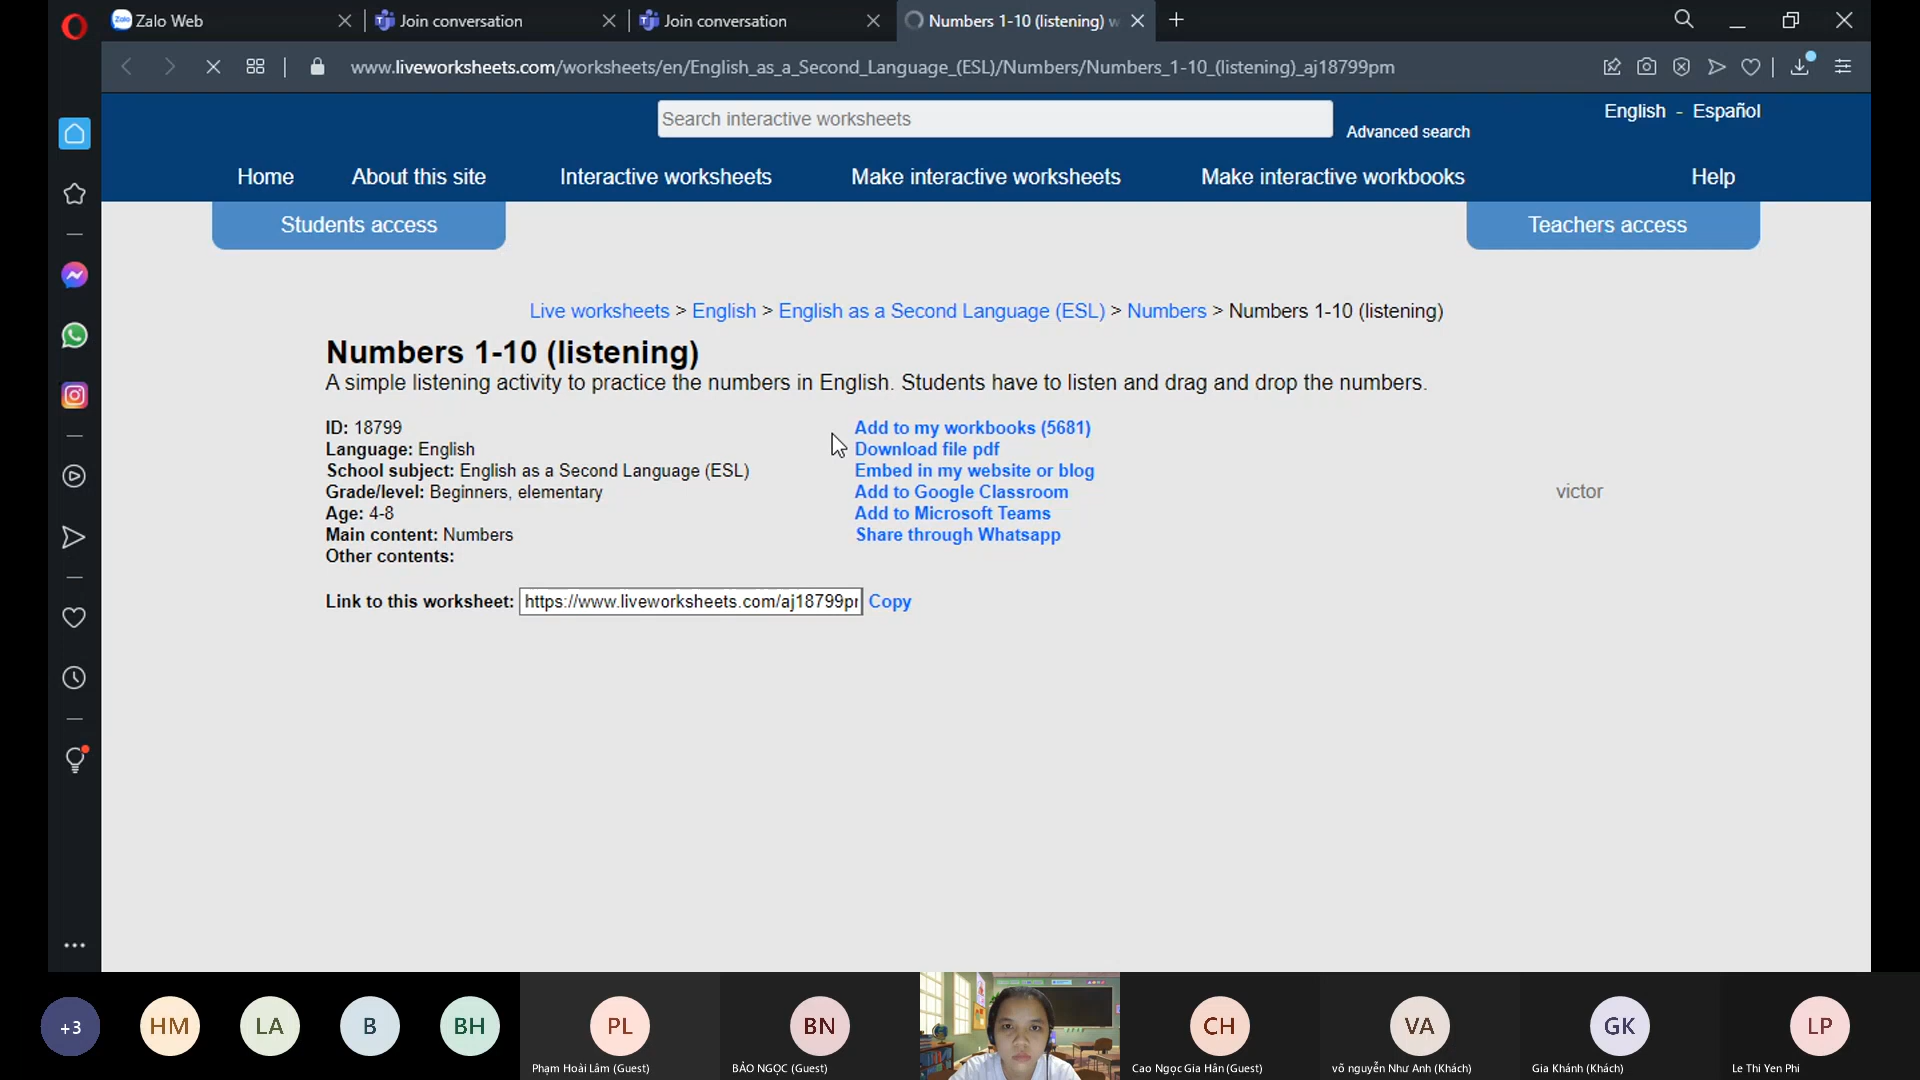 Zalo Web
Join conversation
Join conversation
Numbers 1-10 (listening) w
www.liveworksheets.com/worksheets/en/English_as_a_Second_Language_(ESL)/Numbers/Numbers_1-10_(listening)_aj18799pm
Search interactive worksheets
Advanced search
English - Español
Home
About this site
Interactive worksheets
Make interactive worksheets
Make interactive workbooks
Help
Students access
Teachers access
Live worksheets > English > English as a Second Language (ESL) > Numbers > Numbers 1-10 (listening)
Numbers 1-10 (listening)
A simple listening activity to practice the numbers in English. Students have to listen and drag and drop the numbers.
ID: 18799
Language: English
School subject: English as a Second Language (ESL)
Grade/level: Beginners, elementary
Age: 4-8
Main content: Numbers
Other contents:
Add to my workbooks (5681)
Download file pdf
Embed in my website or blog
Add to Google Classroom
Add to Microsoft Teams
Share through Whatsapp
victor
Link to this worksheet: https://www.liveworksheets.com/aj18799pr Copy
+3
HM
LA
B
BH
PL
BN
CH
VA
GK
LP
Phạm Hoài Lâm (Guest)
BẢO NGỌC (Guest)
Cao Ngọc Gia Hân (Guest)
võ nguyễn Như Anh (Khách)
Gia Khánh (Khách)
Le Thi Yen Phi